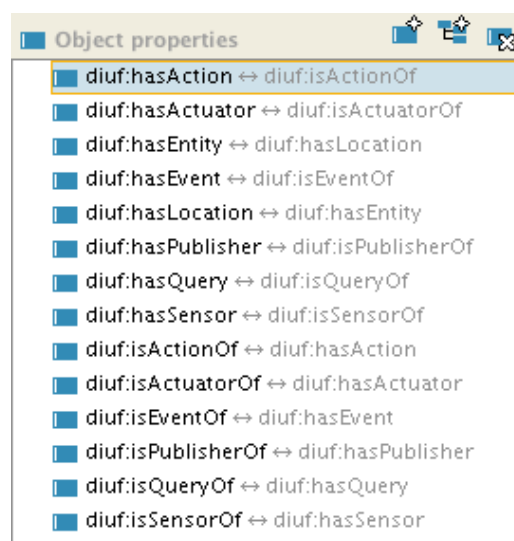 Object properties
diuf:hasAction ↔ diuf:isActionOf
diuf:hasActuator ↔ diuf:isActuatorOf
diuf:hasEntity ↔ diuf:hasLocation
diuf:hasEvent ↔ diuf:isEventOf
diuf:hasLocation ↔ diuf:hasEntity
diuf:hasPublisher ↔ diuf:isPublisherOf
diuf:hasQuery ↔ diuf:isQueryOf
diuf:hasSensor ↔ diuf:isSensorOf
diuf:isActionOf ↔ diuf:hasAction
diuf:isActuatorOf ↔ diuf:hasActuator
diuf:isEventOf ↔ diuf:hasEvent
diuf:isPublisherOf ↔ diuf:hasPublisher
diuf:isQueryOf ↔ diuf:hasQuery
diuf:isSensorOf ↔ diuf:hasSensor